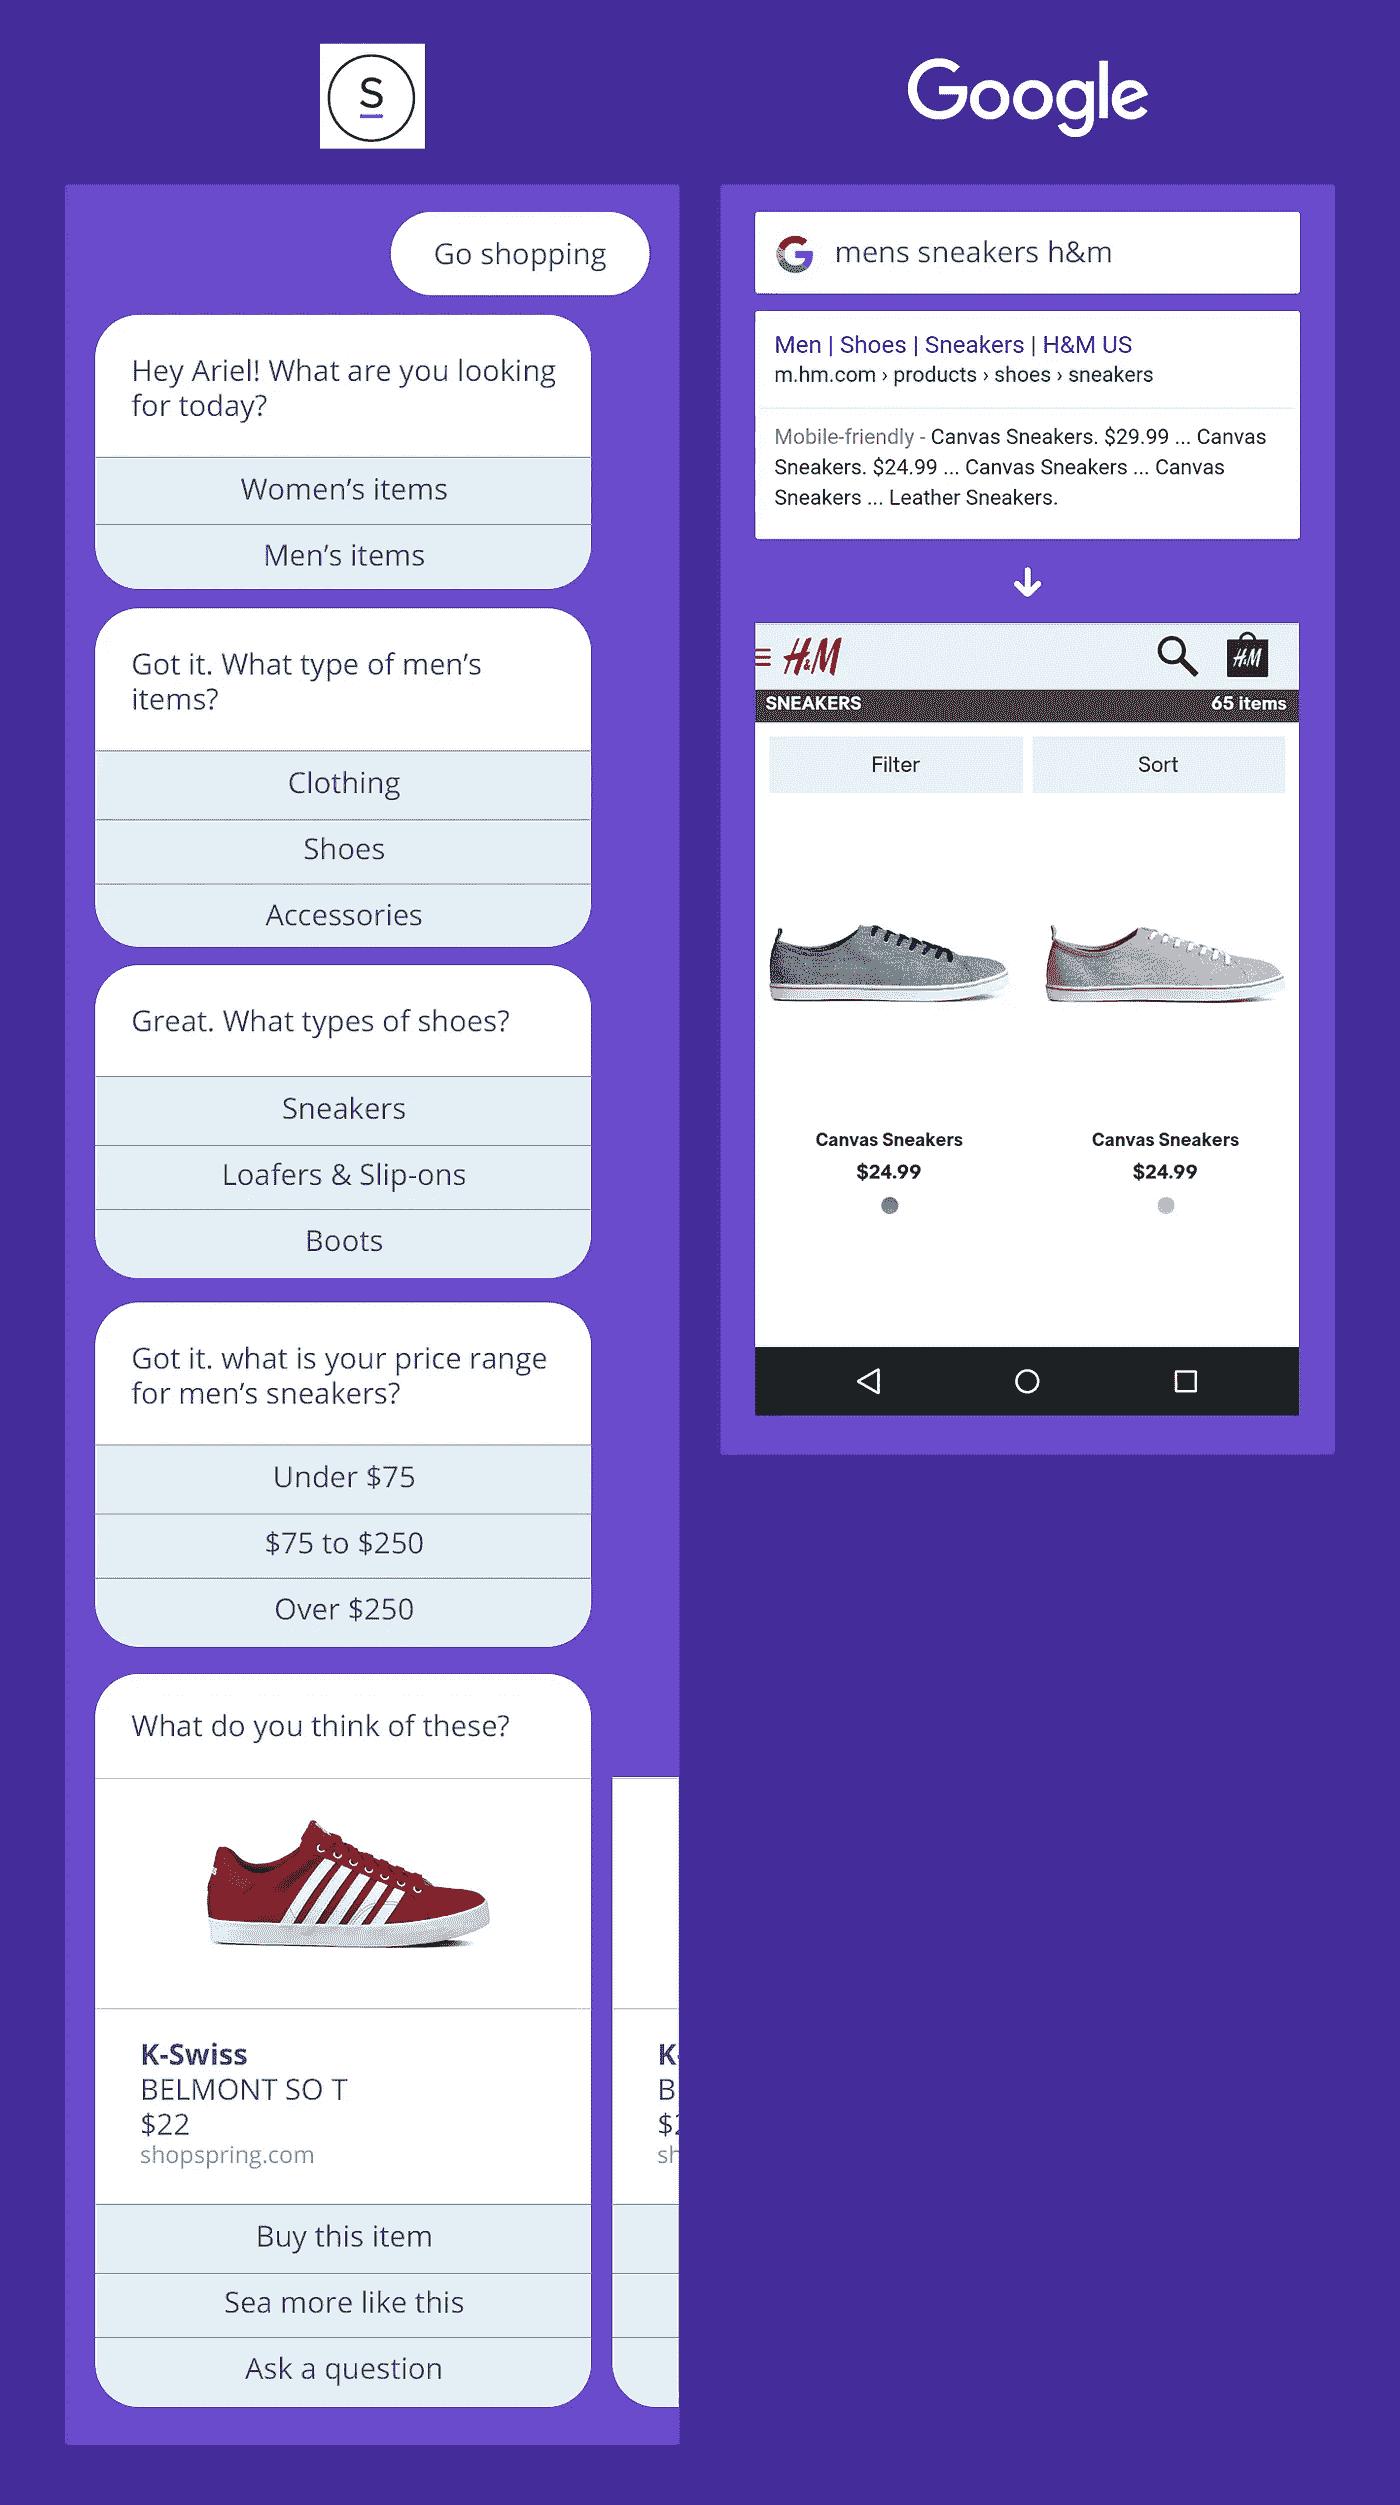 S
Go shopping
Hey Ariel! What are you looking
for today?
Women's items
Men's items
Got it. What type of men's
items?
Clothing
Shoes
Accessories
Great. What types of shoes?
Sneakers
Loafers & Slip-ons
Boots
Got it. what is your price range
for men's sneakers?
Under $75
$75 to $250
Over $250
What do you think of these?
K-Swiss
BELMONT SO T
$22
shopspring.com
Buy this item
Sea more like this
Ask a question
Google
G
mens sneakers h&m
Men | Shoes | Sneakers | H&M US
m.hm.com › products › shoes › sneakers
Mobile-friendly - Canvas Sneakers. $29.99 ... Canvas
Sneakers. $24.99 ... Canvas Sneakers ... Canvas
Sneakers ... Leather Sneakers.
H&M
H&M
SNEAKERS
65 items
Filter
Sort
Canvas Sneakers
$24.99
Canvas Sneakers
$24.99